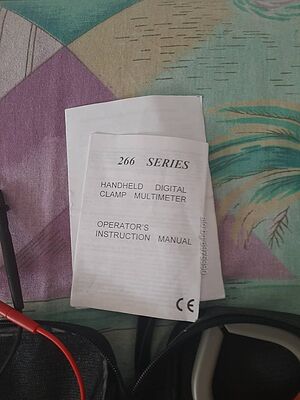 266 SERIES
HANDHELD DIGITAL
CLAMP MULTIMETER
OPERATOR'S
INSTRUCTION MANUAL
CE